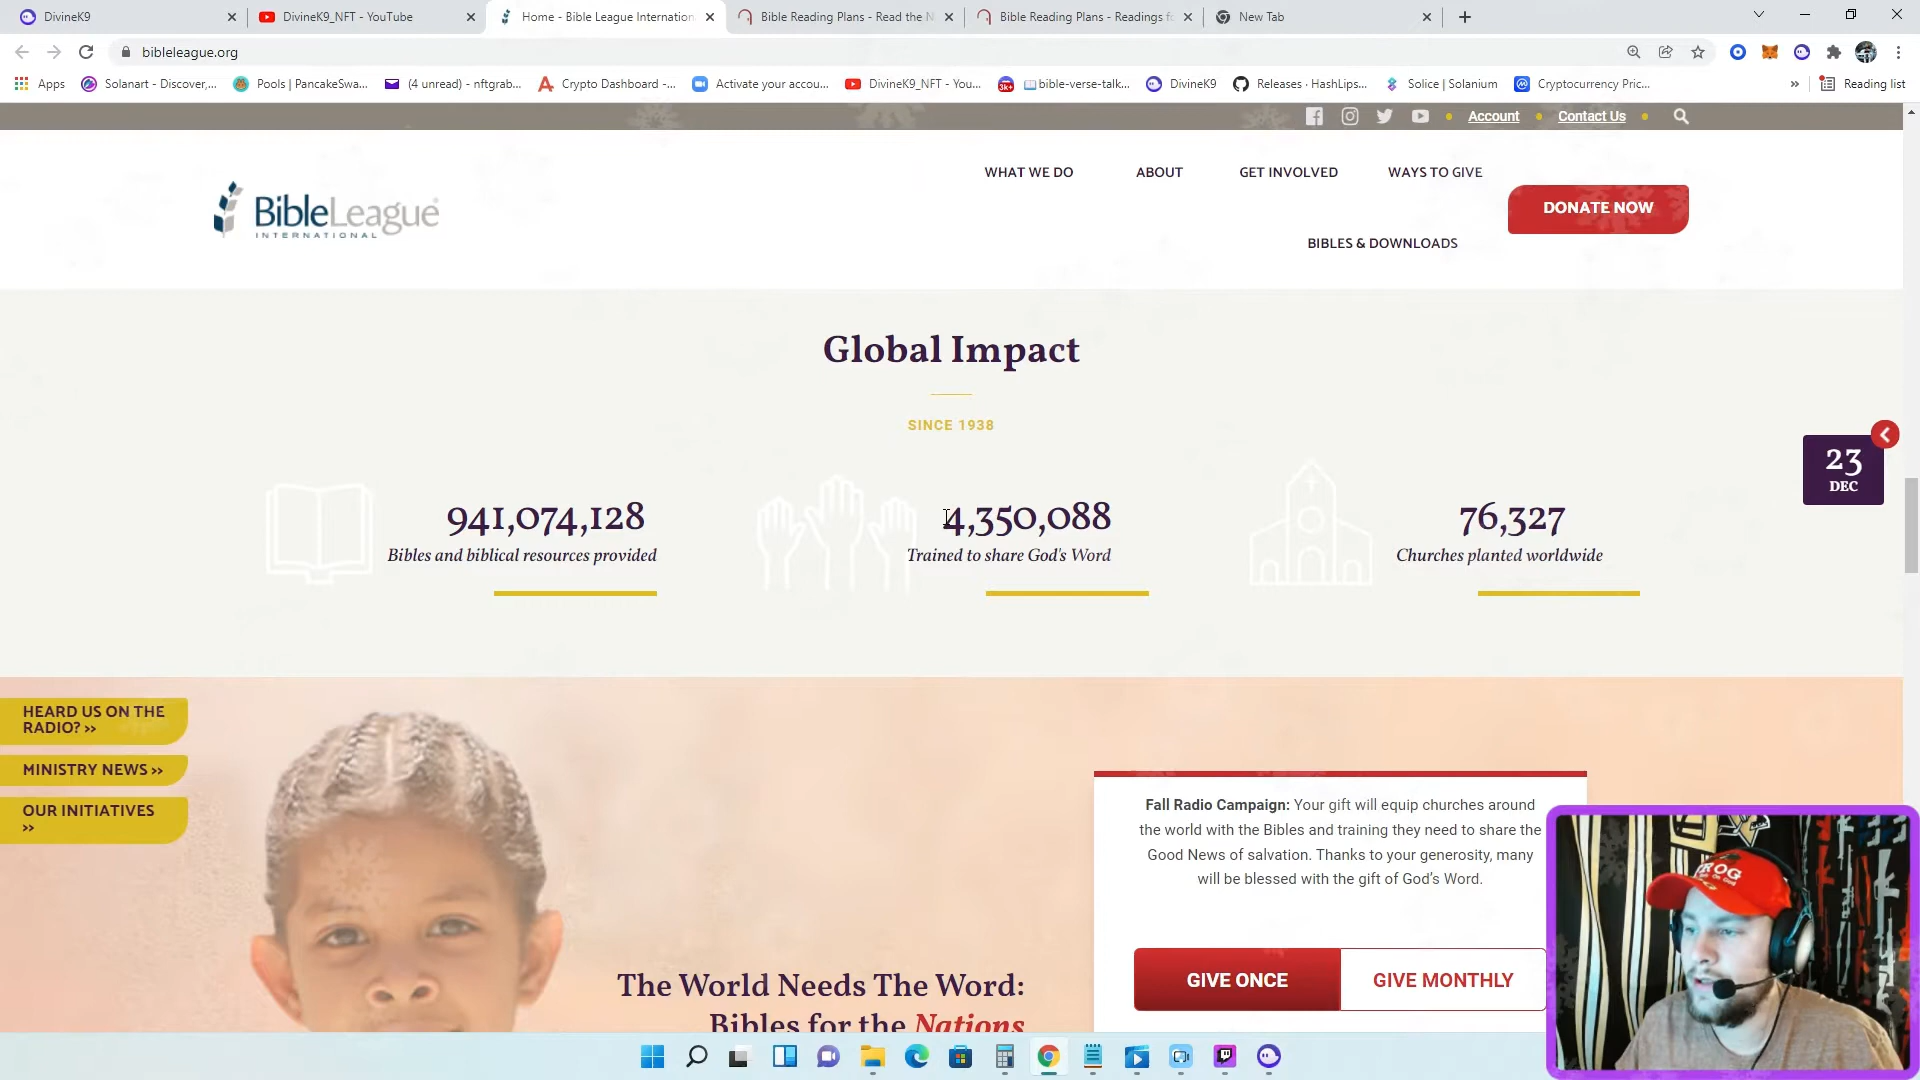 DivineK9
DivineK9_NFT - YouTube
Home - Bible League Internation
Bible Reading Plans - Read the N
Bible Reading Plans - Readings fo
New Tab
bibleleague.org
Apps
Solanart - Discover,...
Pools | PancakeSwa...
(4 unread) - nftgrab...
Crypto Dashboard -...
Activate your accou...
DivineK9_NFT - You...
3k+
bible-verse-talk...
DivineK9
Releases · HashLips...
Solice | Solanium
Cryptocurrency Pric...
»
Reading list
Account
Contact Us
BibleLeague
INTERNATIONAL
WHAT WE DO
ABOUT
GET INVOLVED
WAYS TO GIVE
BIBLES & DOWNLOADS
DONATE NOW
Global Impact
SINCE 1938
941,074,128
Bibles and biblical resources provided
4,350,088
Trained to share God's Word
76,327
Churches planted worldwide
23
DEC
HEARD US ON THE
RADIO? >>
MINISTRY NEWS >>
OUR INITIATIVES
>>
The World Needs The Word:
Bibles for the Nations
Fall Radio Campaign: Your gift will equip churches around
the world with the Bibles and training they need to share the
Good News of salvation. Thanks to your generosity, many
will be blessed with the gift of God's Word.
GIVE ONCE
GIVE MONTHLY
FROG